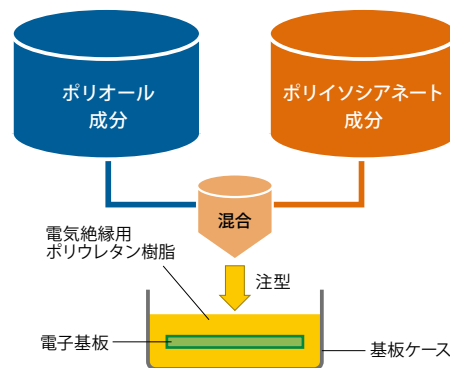 ポリオール
成分
ポリイソシアネート
成分
混合
電気絶縁用
ポリウレタン樹脂
注型
電子基板
基板ケース